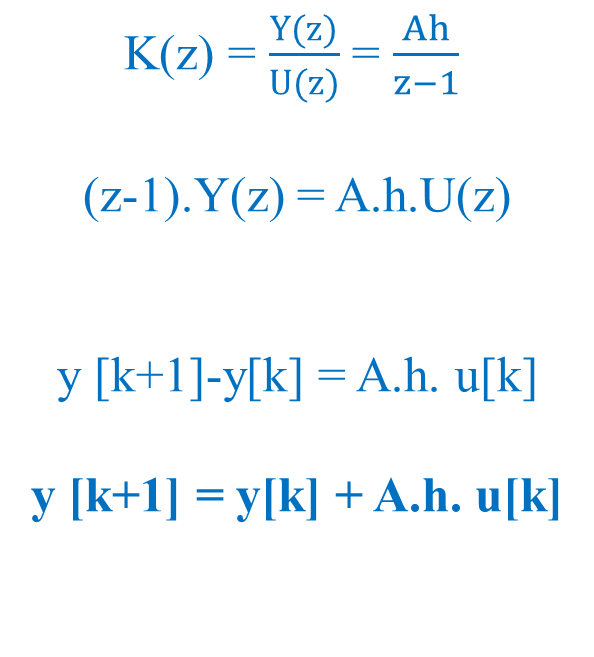 K(z) = Y(z)/U(z) = Ah/z−1
(z-1).Y(z) = A.h.U(z)
y [k+1]-y[k] = A.h. u[k]
y [k+1] = y[k] + A.h. u[k]